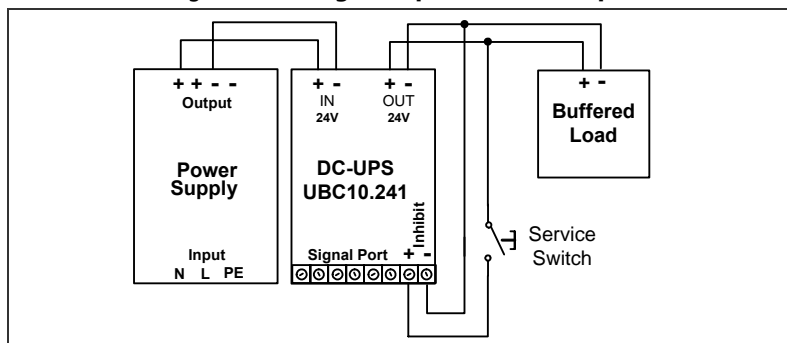 + + - -
Output
Power
Supply
Input
N L PE
+ -
IN
24V
+ -
OUT
24V
DC-UPS
UBC10.241
Inhibit
Signal Port + -
+ -
Buffered
Load
Service
Switch